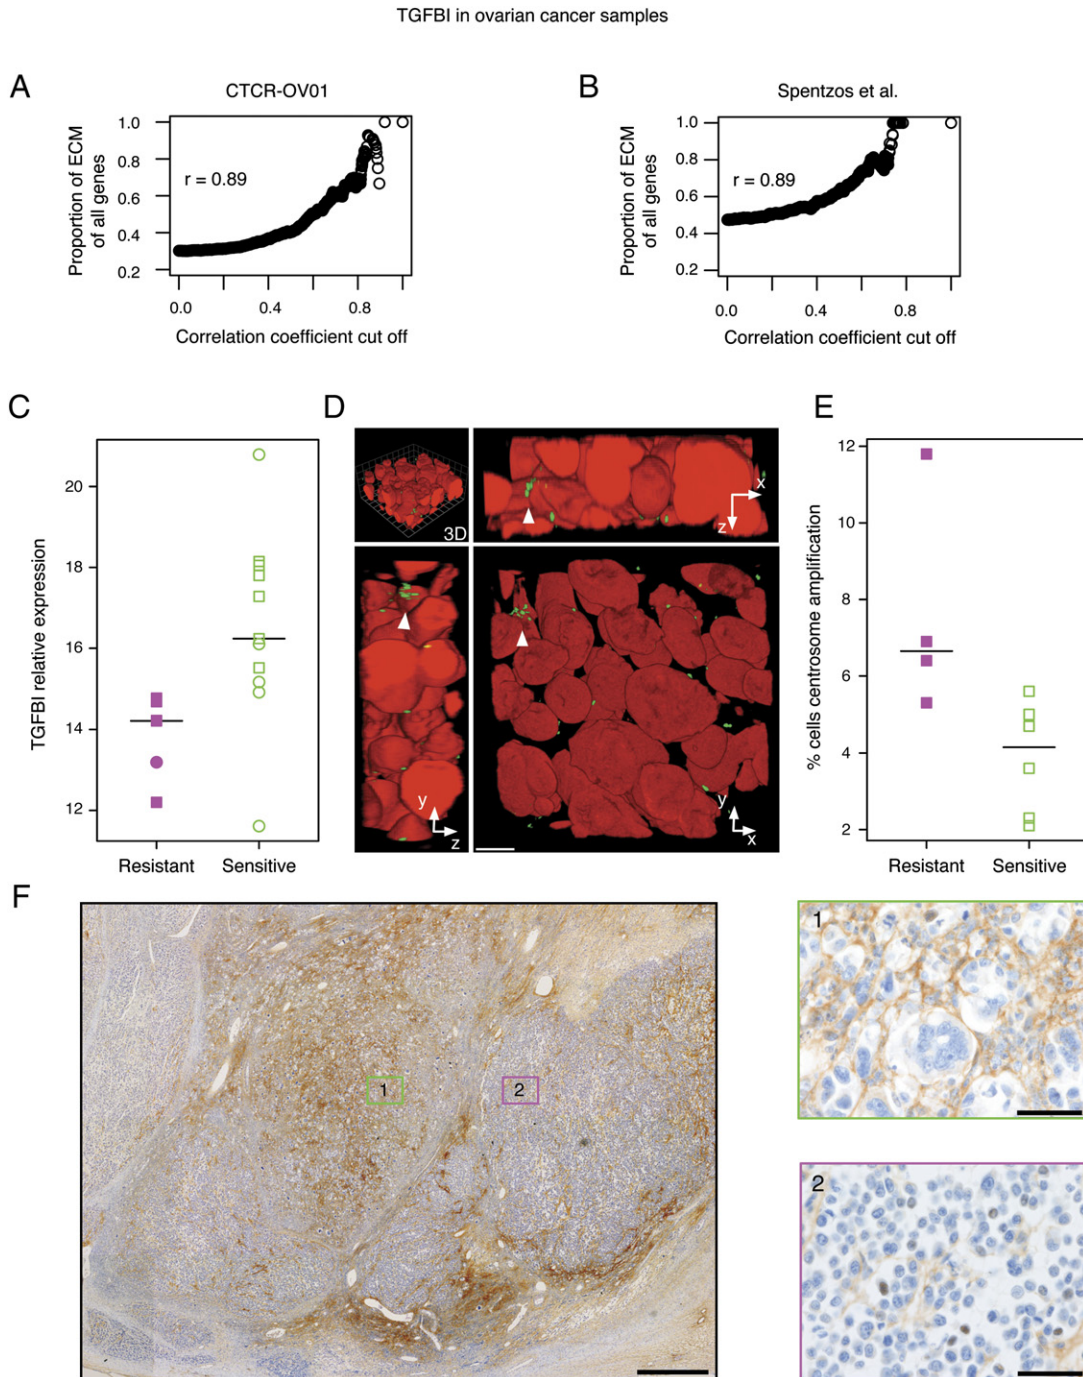 TGFBI in ovarian cancer samples
A
CTCR-OV01
Proportion of ECM
of all genes
1.0
0.8
0.6
0.4
0.2
r = 0.89
0.0
0.4
0.8
Correlation coefficient cut off
B
Spentzos et al.
Proportion of ECM
of all genes
1.0
0.8
0.6
0.4
0.2
r = 0.89
0.0
0.4
0.8
Correlation coefficient cut off
C
TGFBI relative expression
20
18
16
14
12
Resistant
Sensitive
D
3D
x
z
y
z
y
x
E
% cells centrosome amplification
12
10
8
6
4
2
Resistant
Sensitive
F
1
2
1
2